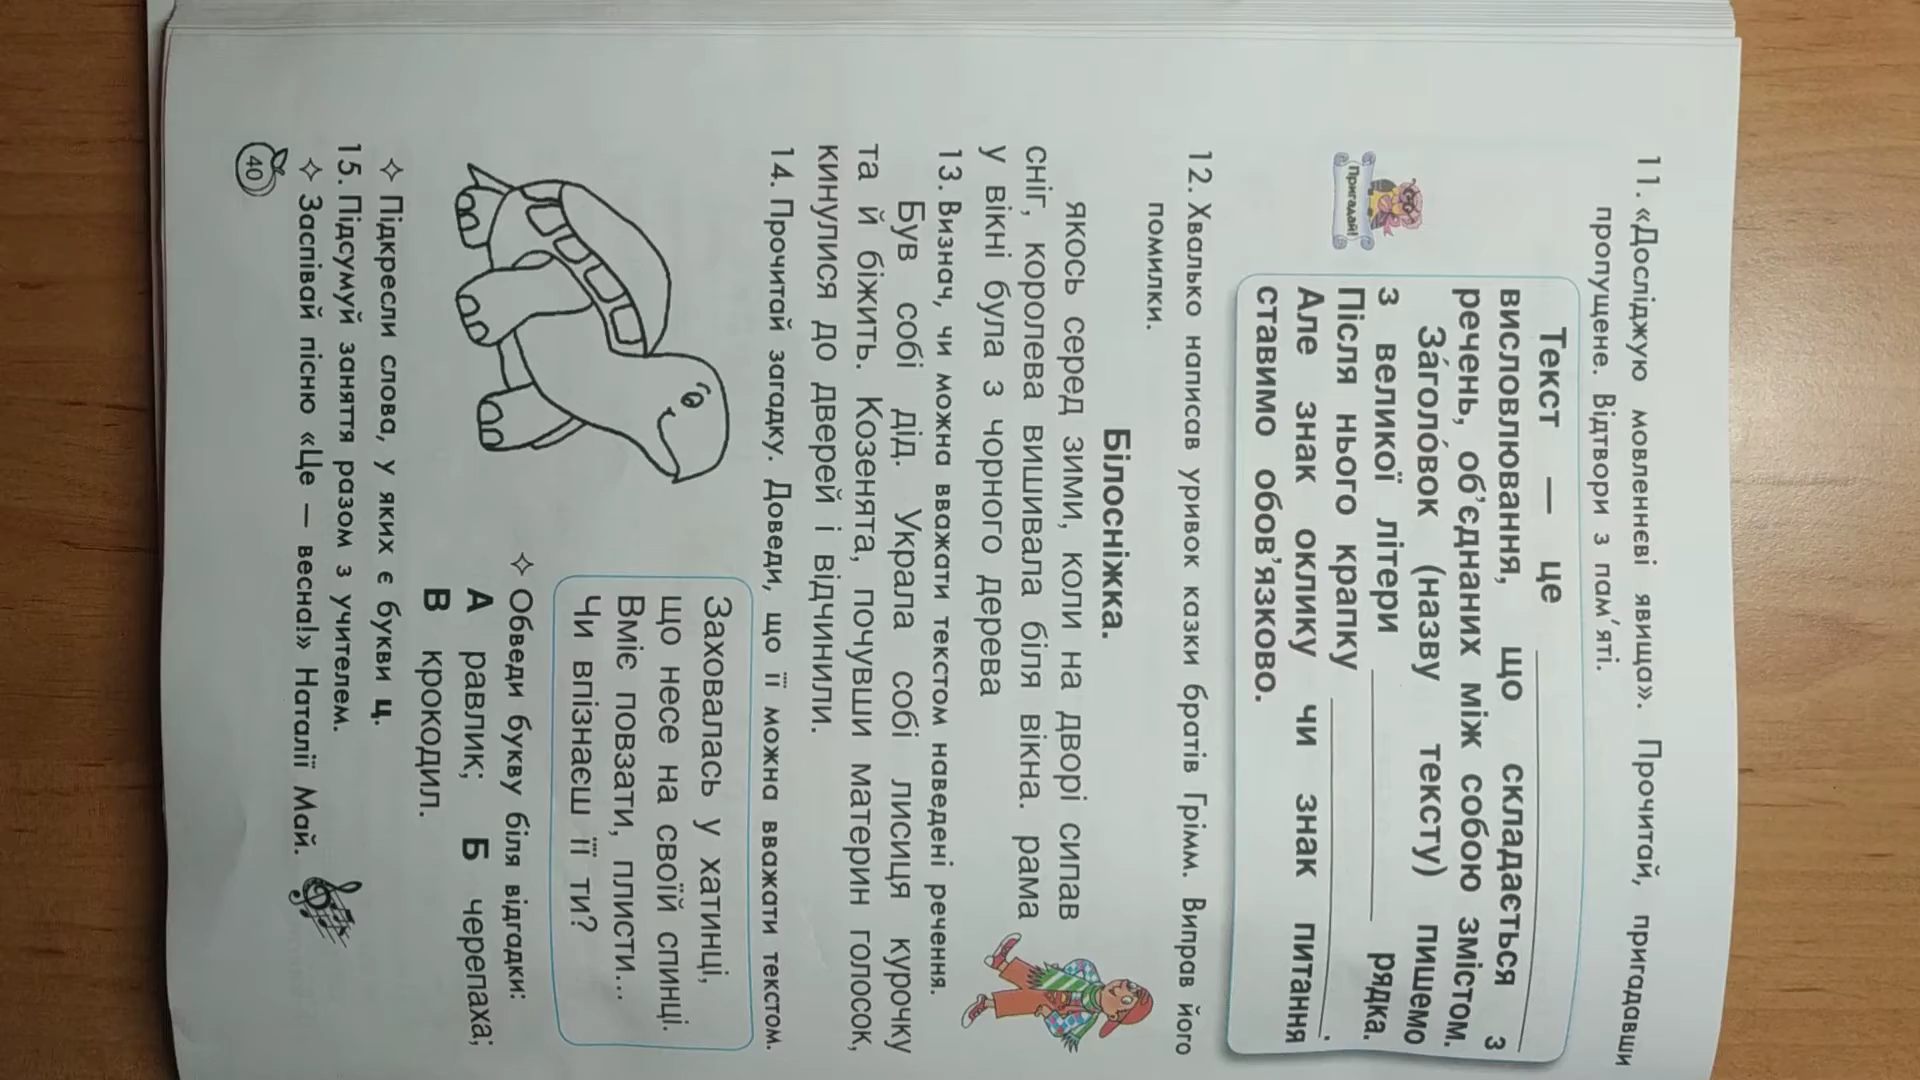 11. «Досліджую мовленнєві явища». Прочитай, пригадавши
пропущене. Відтвори з пам'яті.
Пригадай!
Текст — це
висловлювання, що складається з
речень, об'єднаних між собою змістом.
За́голо́вок (назву тексту) пишемо
з великої літери ______ рядка.
Після нього крапку ______.
Але знак оклику чи знак питання
ставимо обов'язково.
12. Хвалько написав уривок казки братів Грімм. Виправ його
помилки.
Білосніжка.
якось серед зими, коли на дворі сипав
сніг, королева вишивала біля вікна. рама
у вікні була з чорного дерева
13. Визнач, чи можна вважати текстом наведені речення.
Був собі дід. Украла собі лисиця курочку
та й біжить. Козенята, почувши материн голосок,
кинулися до дверей і відчинили.
14. Прочитай загадку. Доведи, що її можна вважати текстом.
Заховалась у хатинці,
що несе на своїй спинці.
Вміє повзати, плисти...
Чи впізнаєш її ти?
✧ Обведи букву біля відгадки:
А равлик; Б черепаха;
В крокодил.
✧ Підкресли слова, у яких є букви ц.
15. Підсумуй заняття разом з учителем.
✧ Заспівай пісню «Це — весна!» Наталії Май.
40